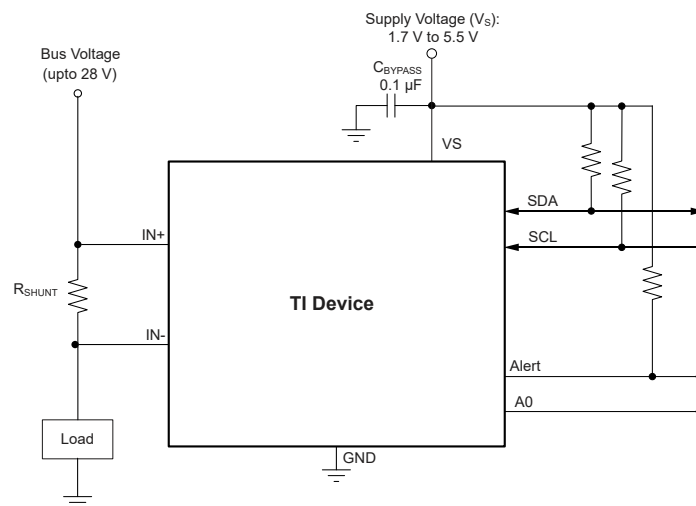 Supply Voltage (VS):
1.7 V to 5.5 V
Bus Voltage
(upto 28 V)
CBYPASS
0.1 µF
VS
SDA
IN+
SCL
RSHUNT
TI Device
IN-
Alert
A0
Load
GND